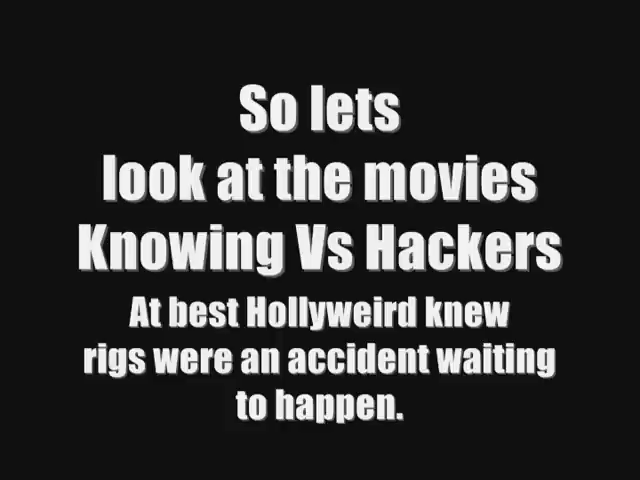 So lets
look at the movies
Knowing Vs Hackers
At best Hollyweird knew
rigs were an accident waiting
to happen.